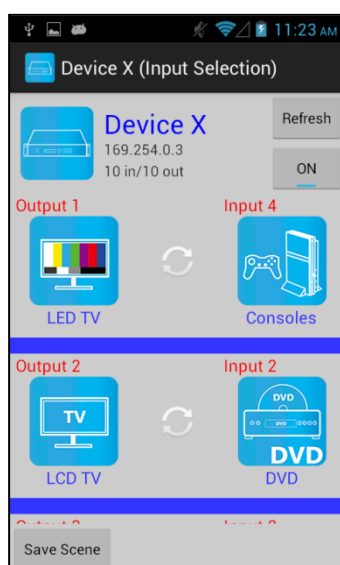 11:23 AM
Device X (Input Selection)
Device X
169.254.0.3
10 in/10 out
Refresh
ON
Output 1
Input 4
LED TV
Consoles
Output 2
Input 2
TV
DVD
DVD
DVD
LCD TV
DVD
Save Scene